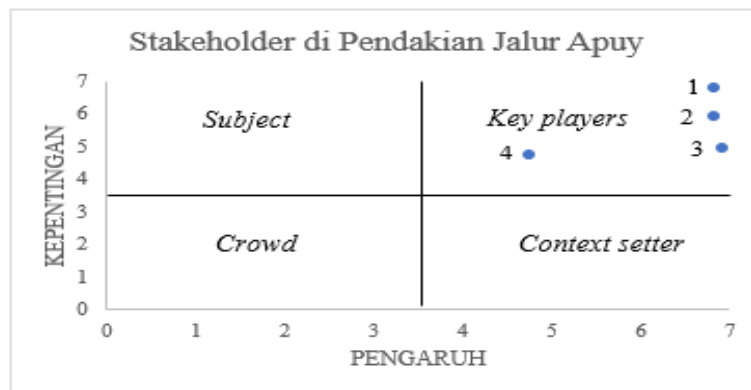 Stakeholder di Pendakian Jalur Apuy
KEPENTINGAN
7
6
5
4
3
2
1
0
Subject
Key players
1
2
3
4
Crowd
Context setter
0 1 2 3 4 5 6 7
PENGARUH